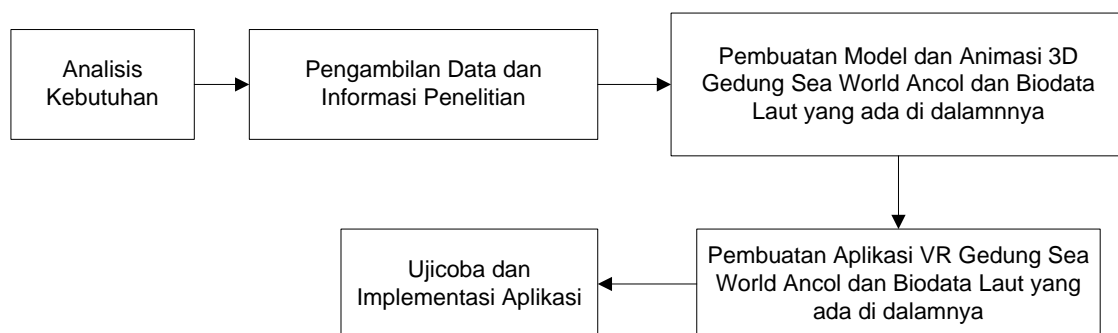 Analisis
Kebutuhan
Pengambilan Data dan
Informasi Penelitian
Pembuatan Model dan Animasi 3D
Gedung Sea World Ancol dan Biodata
Laut yang ada di dalamnnya
Pembuatan Aplikasi VR Gedung Sea
World Ancol dan Biodata Laut yang
ada di dalamnya
Ujicoba dan
Implementasi Aplikasi